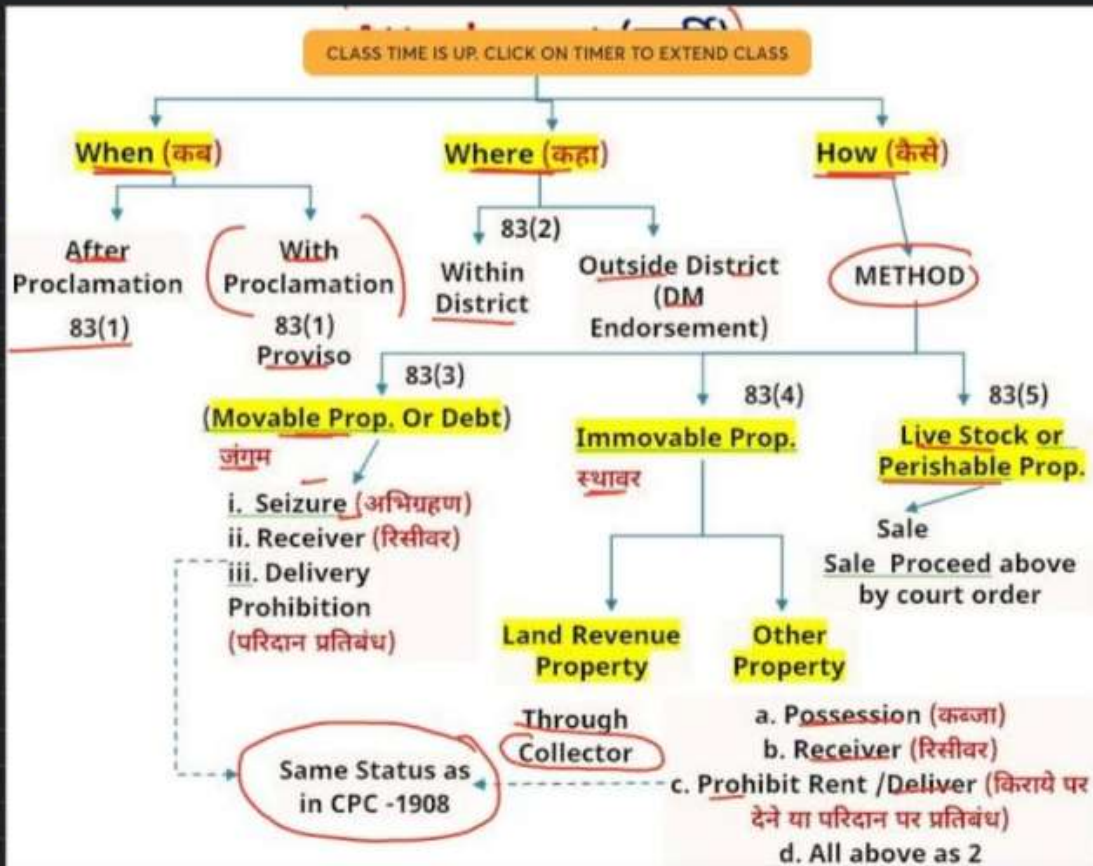 CLASS TIME IS UP. CLICK ON TIMER TO EXTEND CLASS
When (कब)
Where (कहा)
How (कैसे)
After
Proclamation
83(1)
With
Proclamation
83(1)
Proviso
83(2)
Within
District
Outside District
(DM
Endorsement)
METHOD
83(3)
(Movable Prop. Or Debt)
जंगम
i. Seizure (अभिग्रहण)
ii. Receiver (रिसीवर)
iii. Delivery
Prohibition
(परिदान प्रतिबंध)
83(4)
Immovable Prop.
स्थावर
83(5)
Live Stock or
Perishable Prop.
Sale
Sale Proceed above
by court order
Land Revenue
Property
Through
Collector
Other
Property
a. Possession (कब्जा)
b. Receiver (रिसीवर)
c. Prohibit Rent /Deliver (किराये पर
देने या परिदान पर प्रतिबंध)
d. All above as 2
Same Status as
in CPC -1908